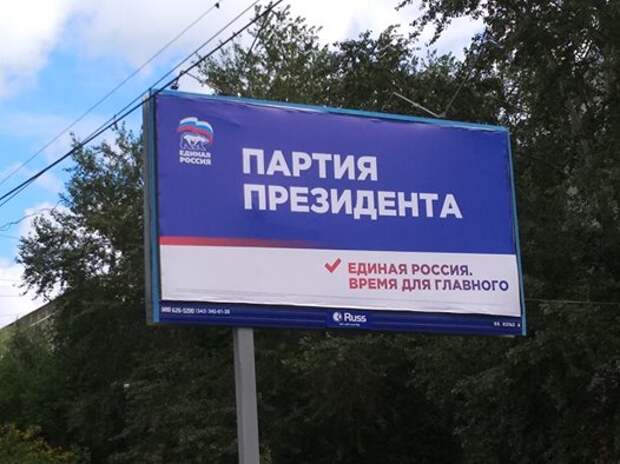 ЕДИНАЯ
РОССИЯ
ПАРТИЯ
ПРЕЗИДЕНТА
ЕДИНАЯ РОССИЯ.
ВРЕМЯ ДЛЯ ГЛАВНОГО
Russ